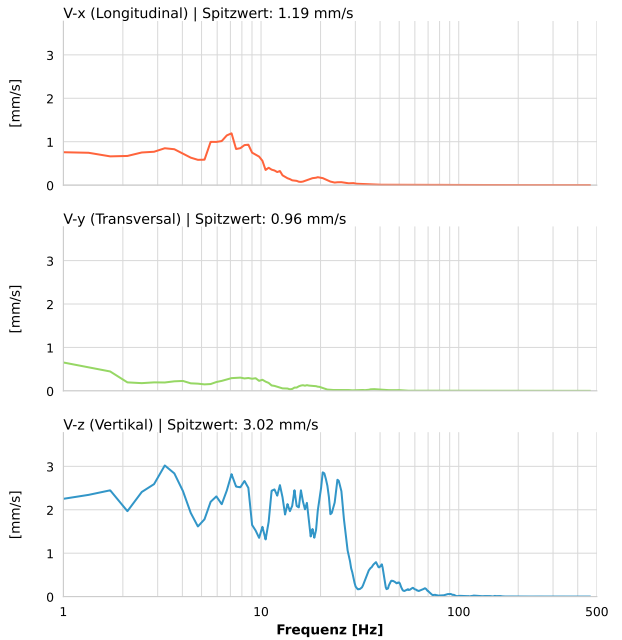 V-x (Longitudinal) | Spitzwert: 1.19 mm/s
3
2
1
0
[mm/s]
V-y (Transversal) | Spitzwert: 0.96 mm/s
3
2
1
0
[mm/s]
V-z (Vertikal) | Spitzwert: 3.02 mm/s
3
2
1
0
[mm/s]
1 10 100 500
Frequenz [Hz]